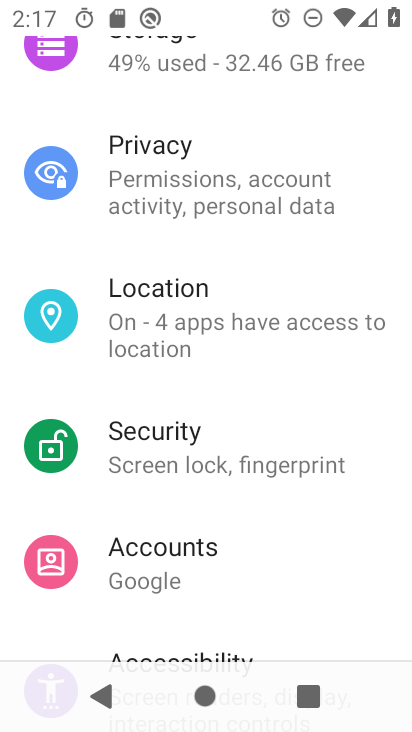 2:17
Storage
49% used - 32.46 GB free
Privacy
Permissions, account
activity, personal data
Location
On - 4 apps have access to
location
Security
Screen lock, fingerprint
Accounts
Google
Accessibility
Screen readers, display,
interaction controls